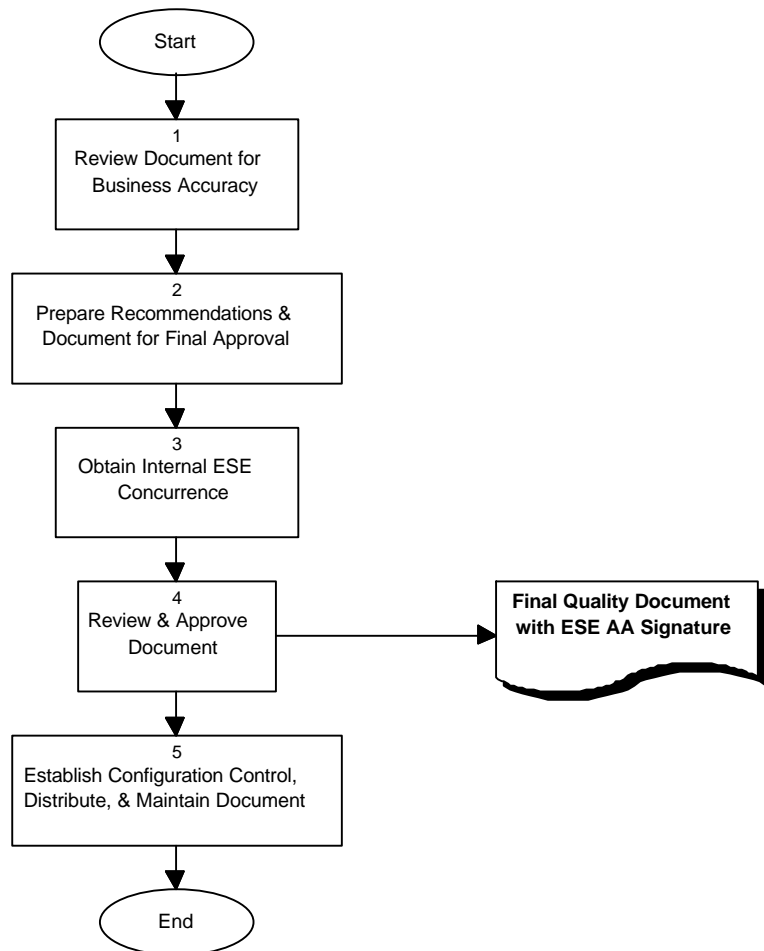 Start
1
Review Document for
Business Accuracy
2
Prepare Recommendations &
Document for Final Approval
3
Obtain Internal ESE
Concurrence
4
Review & Approve
Document
Final Quality Document
with ESE AA Signature
5
Establish Configuration Control,
Distribute, & Maintain Document
End